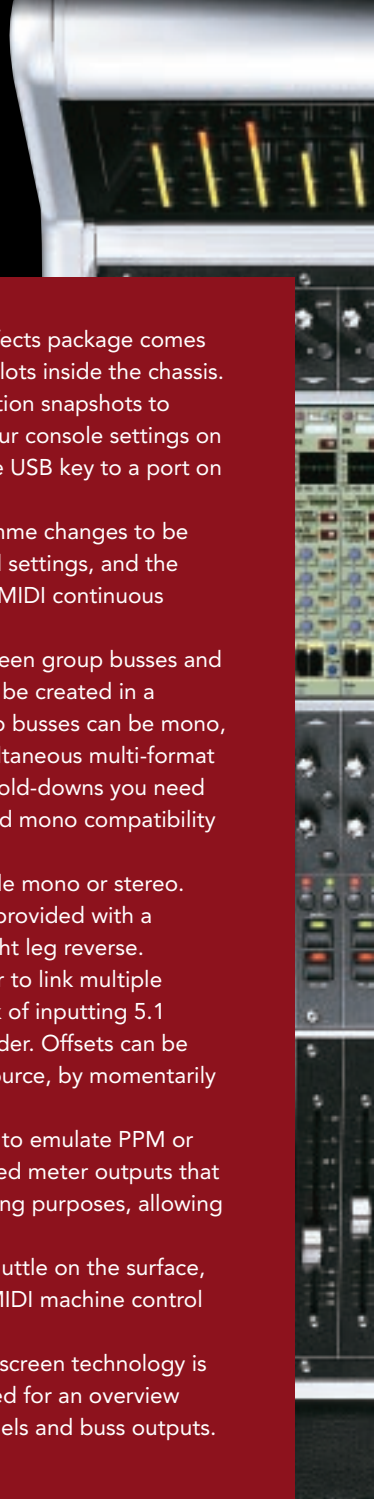 fects package comes
lots inside the chassis.
tion snapshots to
ur console settings on
e USB key to a port on
mme changes to be
l settings, and the
MIDI continuous
een group busses and
be created in a
o busses can be mono,
ltaneous multi-format
old-downs you need
d mono compatibility
le mono or stereo.
provided with a
ht leg reverse.
r to link multiple
of inputting 5.1
der. Offsets can be
ource, by momentarily
to emulate PPM or
ed meter outputs that
ng purposes, allowing
uttle on the surface,
MIDI machine control
screen technology is
ed for an overview
els and buss outputs.